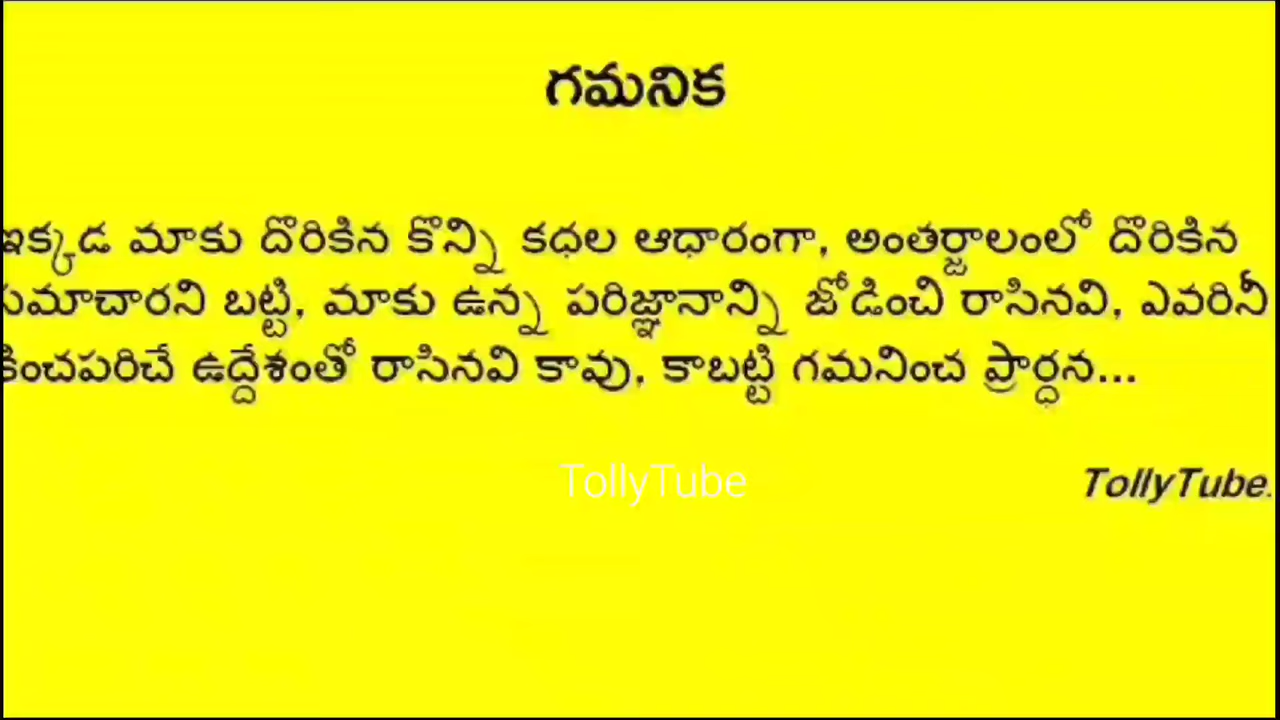 గమనిక
ఇక్కడ మాకు దొరికిన కొన్ని కధల ఆధారంగా, అంతర్జాలంలో దొరికిన
సమాచారని బట్టి, మాకు ఉన్న పరిజ్ఞానాన్ని జోడించి రాసినవి, ఎవరినీ
కించపరిచే ఉద్దేశంతో రాసినవి కావు, కాబట్టి గమనించ ప్రార్ధన...
TollyTube TollyTube.